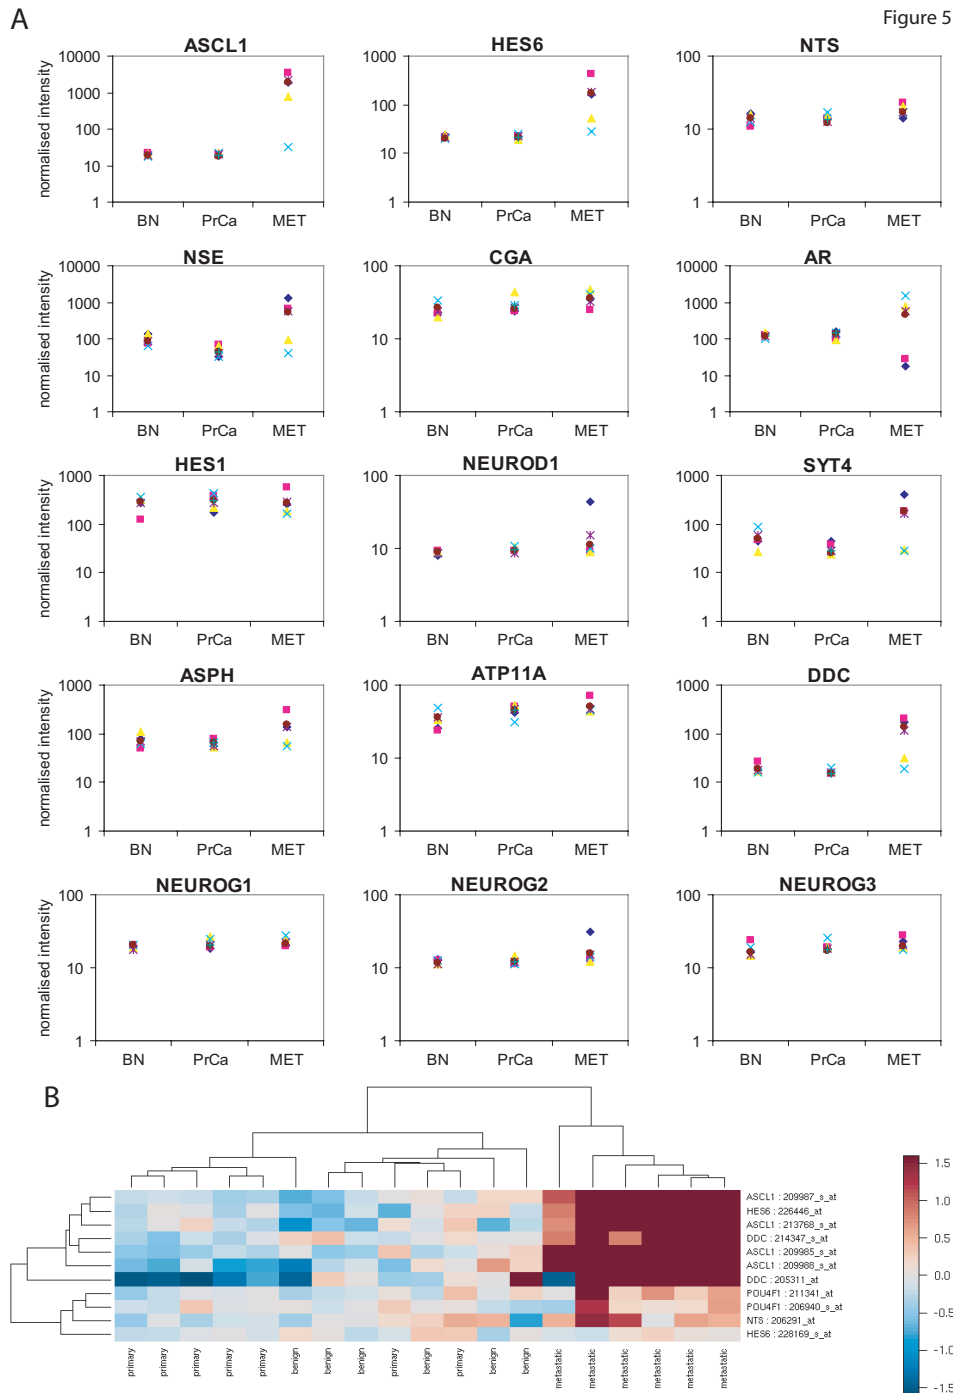 A
Figure 5
ASCL1
HES6
NTS
normalised intensity
10000
1000
100
10
1
1000
100
10
1
100
10
1
BN PrCa MET
BN PrCa MET
BN PrCa MET
NSE
CGA
AR
normalised intensity
10000
1000
100
10
1
100
10
1
10000
1000
100
10
1
BN PrCa MET
BN PrCa MET
BN PrCa MET
HES1
NEUROD1
SYT4
normalised intensity
1000
100
10
1
100
10
1
1000
100
10
1
BN PrCa MET
BN PrCa MET
BN PrCa MET
ASPH
ATP11A
DDC
normalised intensity
1000
100
10
1
100
10
1
1000
100
10
1
BN PrCa MET
BN PrCa MET
BN PrCa MET
NEUROG1
NEUROG2
NEUROG3
normalised intensity
100
10
1
100
10
1
100
10
1
BN PrCa MET
BN PrCa MET
BN PrCa MET
B
ASCL1 : 209987_s_at
HES6 : 226446_at
ASCL1 : 213768_s_at
DDC : 214347_s_at
ASCL1 : 209985_s_at
ASCL1 : 209988_s_at
DDC : 205311_at
POU4F1 : 211341_at
POU4F1 : 206940_s_at
NTS : 206291_at
HES6 : 228169_s_at
primary
primary
primary
primary
primary
benign
benign
benign
primary
primary
primary
benign
benign
metastatic
metastatic
metastatic
metastatic
metastatic
metastatic
1.5
1.0
0.5
0.0
-0.5
-1.0
-1.5